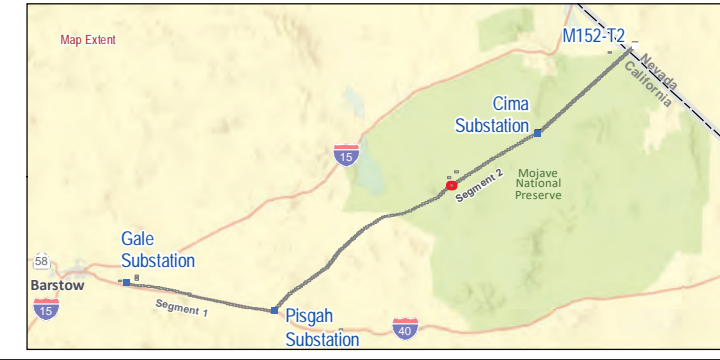 Map Extent
M152-T2
Nevada
California
Cima
Substation
15
Mojave
National
Preserve
Segment 2
Gale
Substation
58
Barstow
15
Segment 1
Pisgah
Substation
40